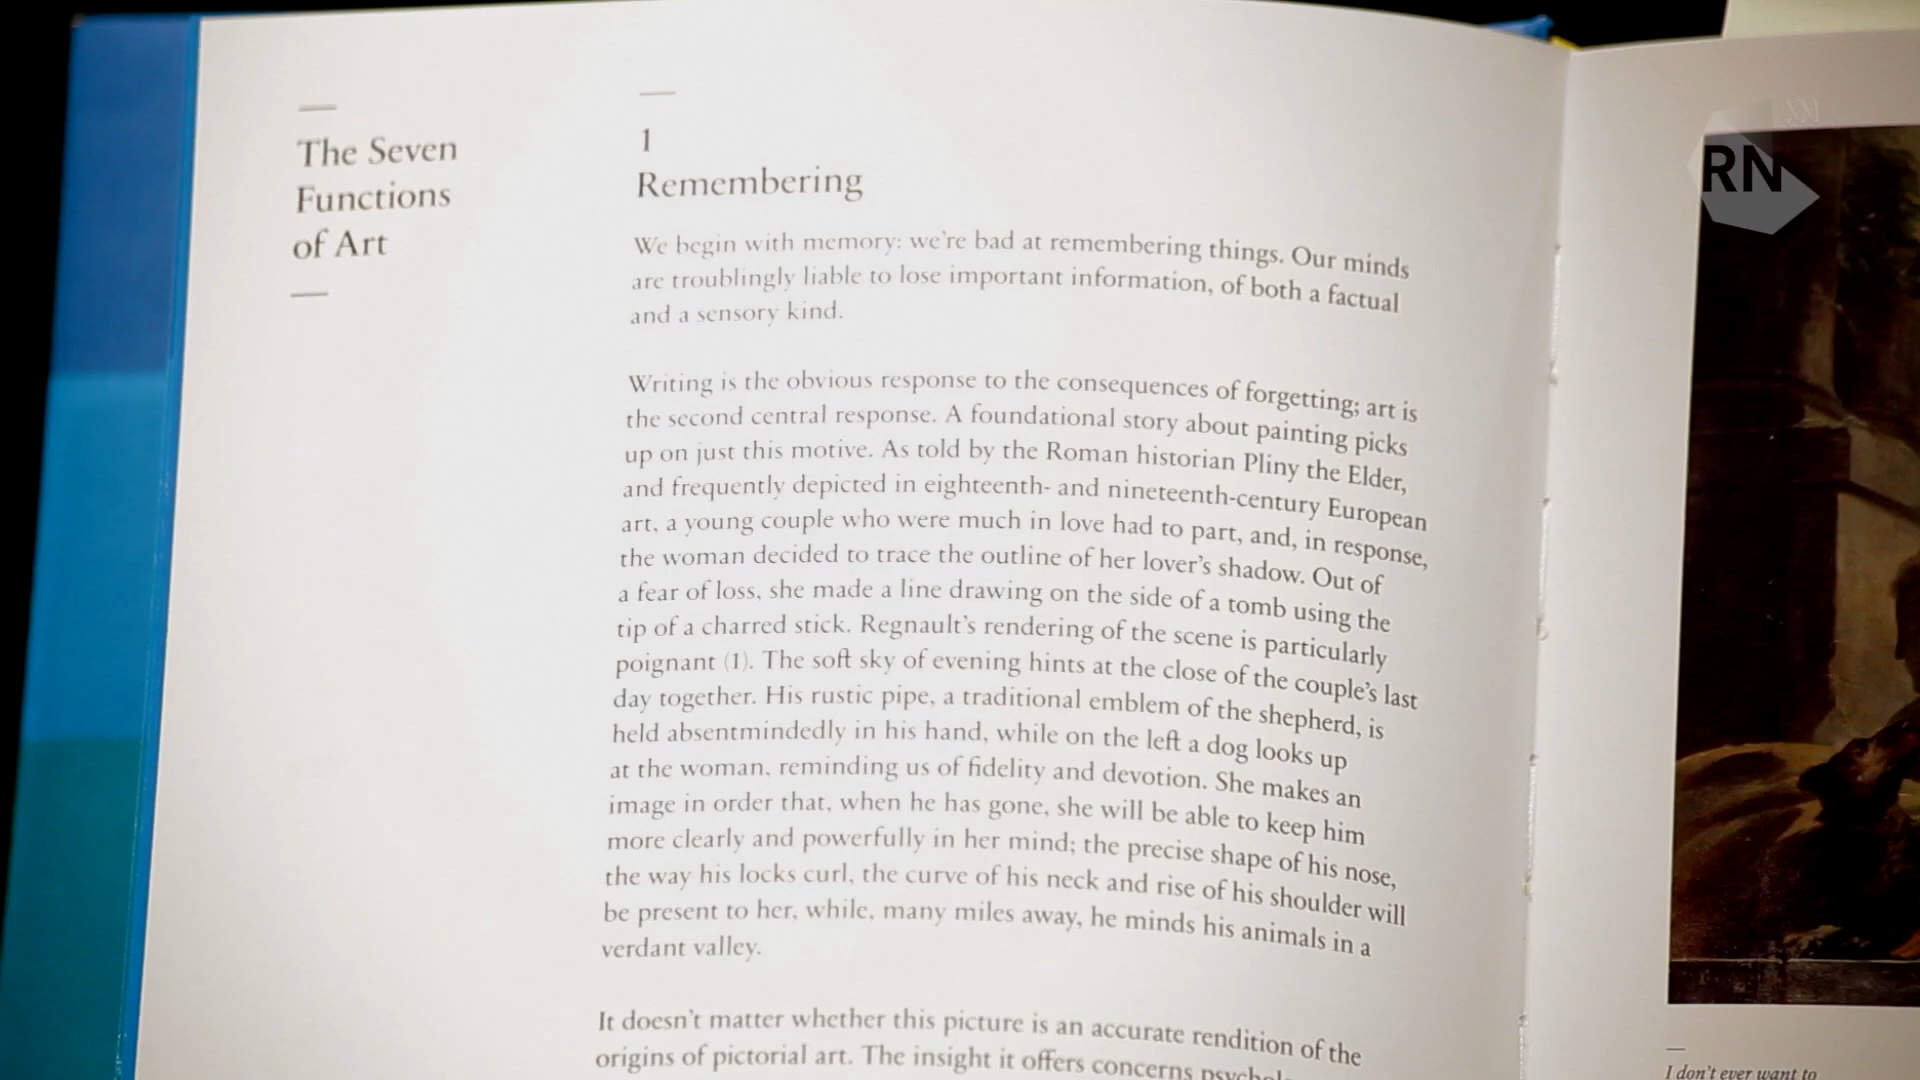 The Seven
Functions
of Art
1
Remembering
We begin with memory: we're bad at remembering things. Our minds
are troublingly liable to lose important information, of both a factual
and a sensory kind.
Writing is the obvious response to the consequences of forgetting; art is
the second central response. A foundational story about painting picks
up on just this motive. As told by the Roman historian Pliny the Elder,
and frequently depicted in eighteenth- and nineteenth-century European
art, a young couple who were much in love had to part, and, in response,
the woman decided to trace the outline of her lover's shadow. Out of
a fear of loss, she made a line drawing on the side of a tomb using the
tip of a charred stick. Regnault's rendering of the scene is particularly
poignant (1). The soft sky of evening hints at the close of the couple's last
day together. His rustic pipe, a traditional emblem of the shepherd, is
held absentmindedly in his hand, while on the left a dog looks up
at the woman, reminding us of fidelity and devotion. She makes an
image in order that, when he has gone, she will be able to keep him
more clearly and powerfully in her mind; the precise shape of his nose,
the way his locks curl, the curve of his neck and rise of his shoulder will
be present to her, while, many miles away, he minds his animals in a
verdant valley.
It doesn't matter whether this picture is an accurate rendition of the
origins of pictorial art. The insight it offers concerns
RN
I don't ever want to